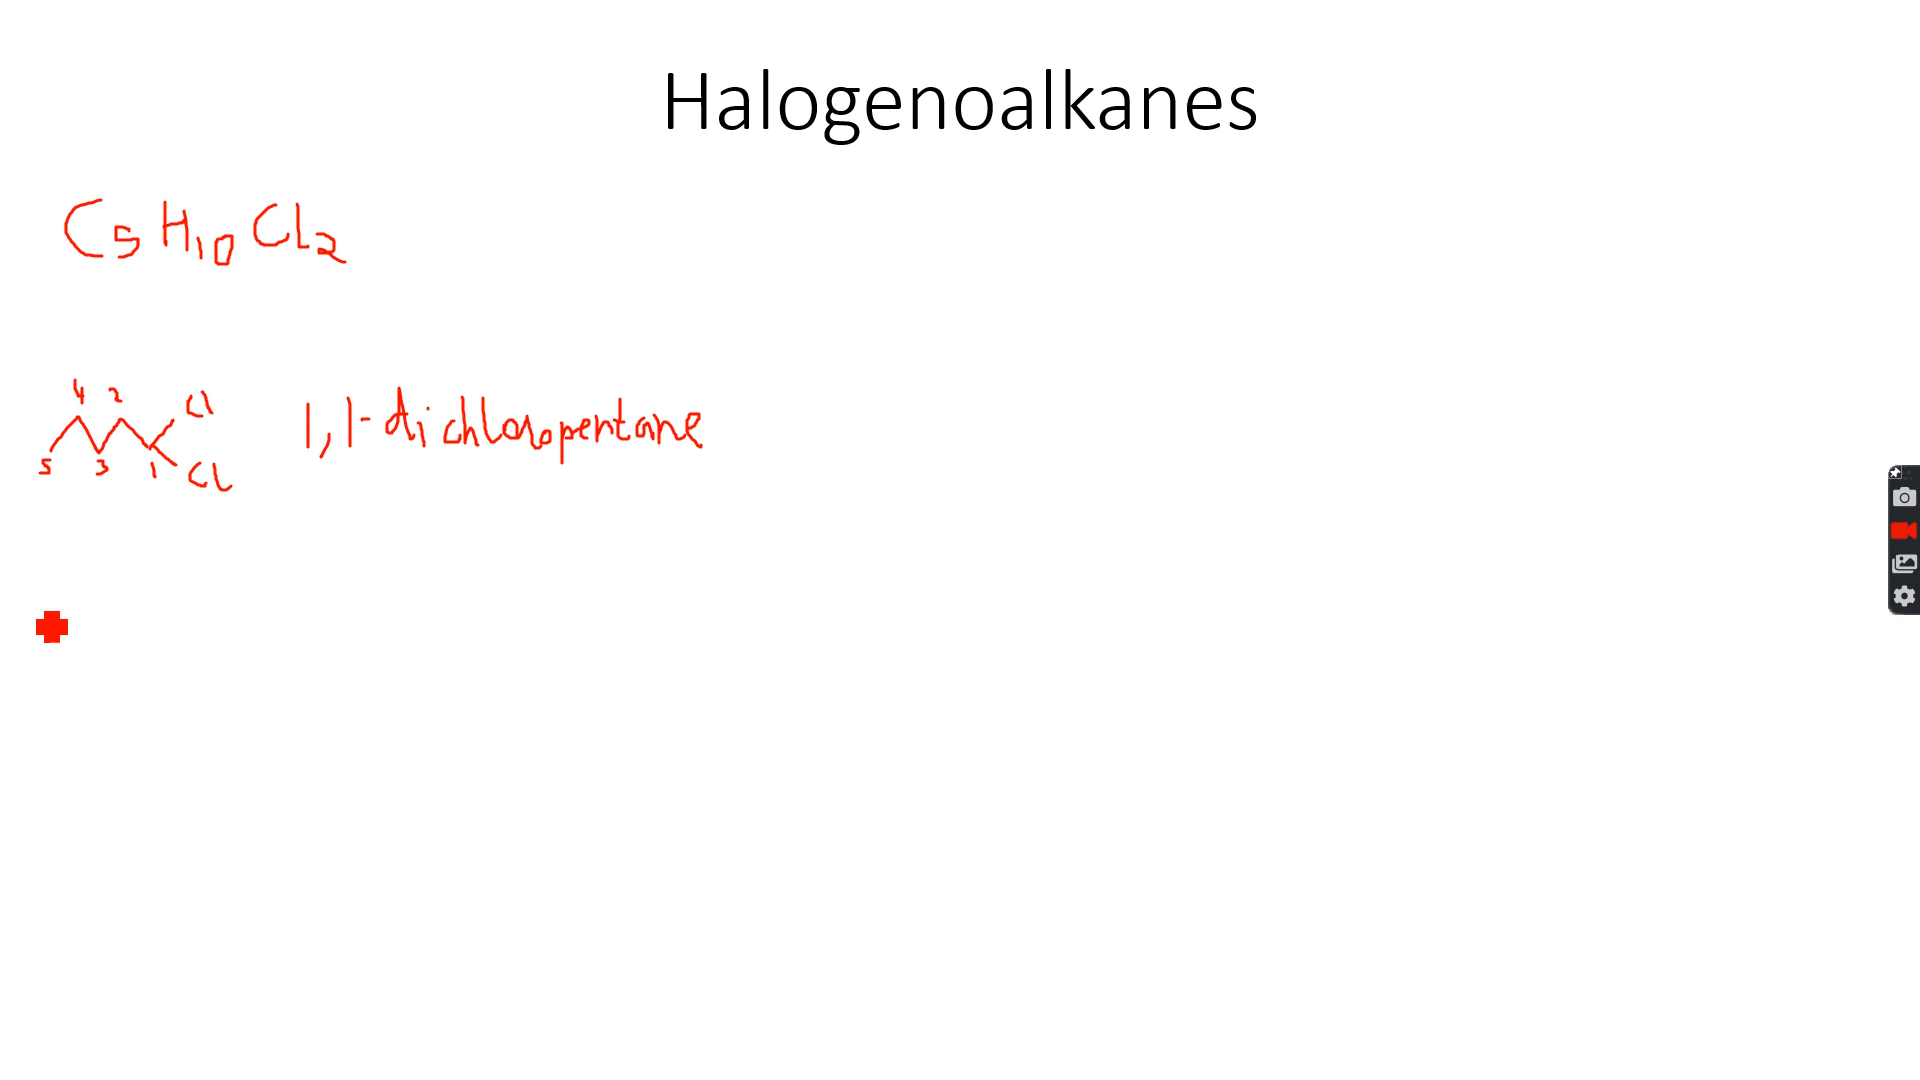 Halogenoalkanes
C5H10Cl2
4 2 Cl
1,1-dichloropentane
5 3 1 Cl